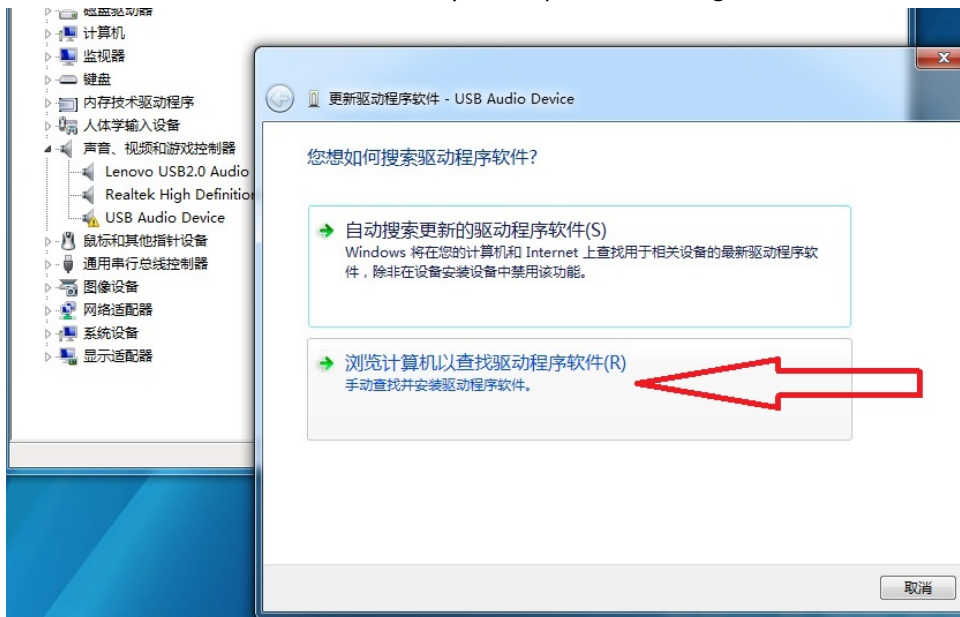 磁盘驱动器
计算机
监视器
键盘
内存技术驱动程序
人体学输入设备
声音、视频和游戏控制器
Lenovo USB2.0 Audio
Realtek High Definition
USB Audio Device
鼠标和其他指针设备
通用串行总线控制器
图像设备
网络适配器
系统设备
显示适配器
更新驱动程序软件 - USB Audio Device
您想如何搜索驱动程序软件?
自动搜索更新的驱动程序软件(S)
Windows 将在您的计算机和 Internet 上查找用于相关设备的最新驱动程序软
件，除非在设备安装设备中禁用该功能。
浏览计算机以查找驱动程序软件(R)
手动查找并安装驱动程序软件。
取消